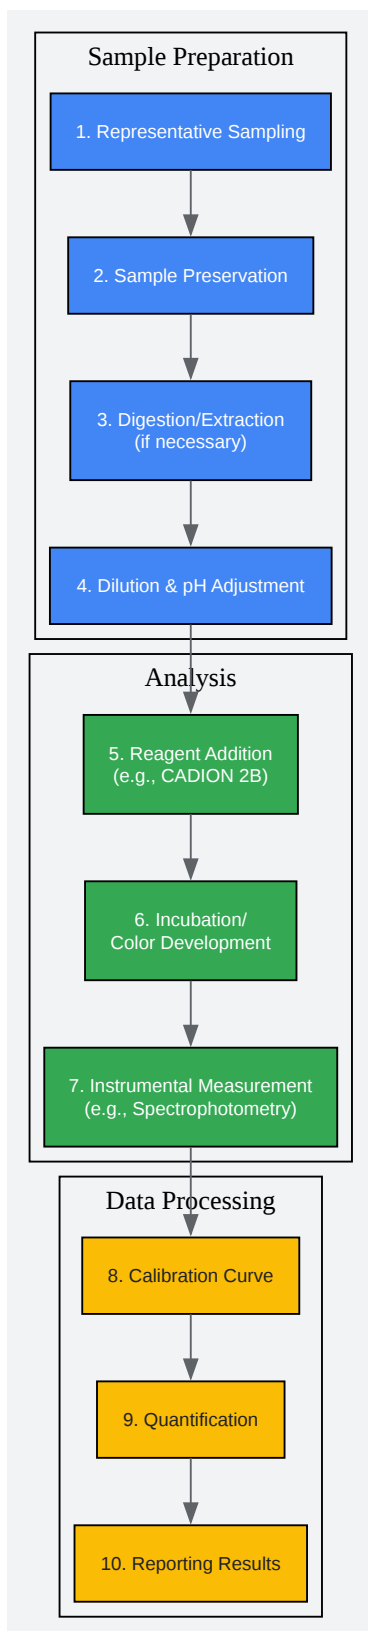 Sample Preparation
1. Representative Sampling
2. Sample Preservation
3. Digestion/Extraction
(if necessary)
4. Dilution & pH Adjustment
Analysis
5. Reagent Addition
(e.g., CADION 2B)
6. Incubation/
Color Development
7. Instrumental Measurement
(e.g., Spectrophotometry)
Data Processing
8. Calibration Curve
9. Quantification
10. Reporting Results